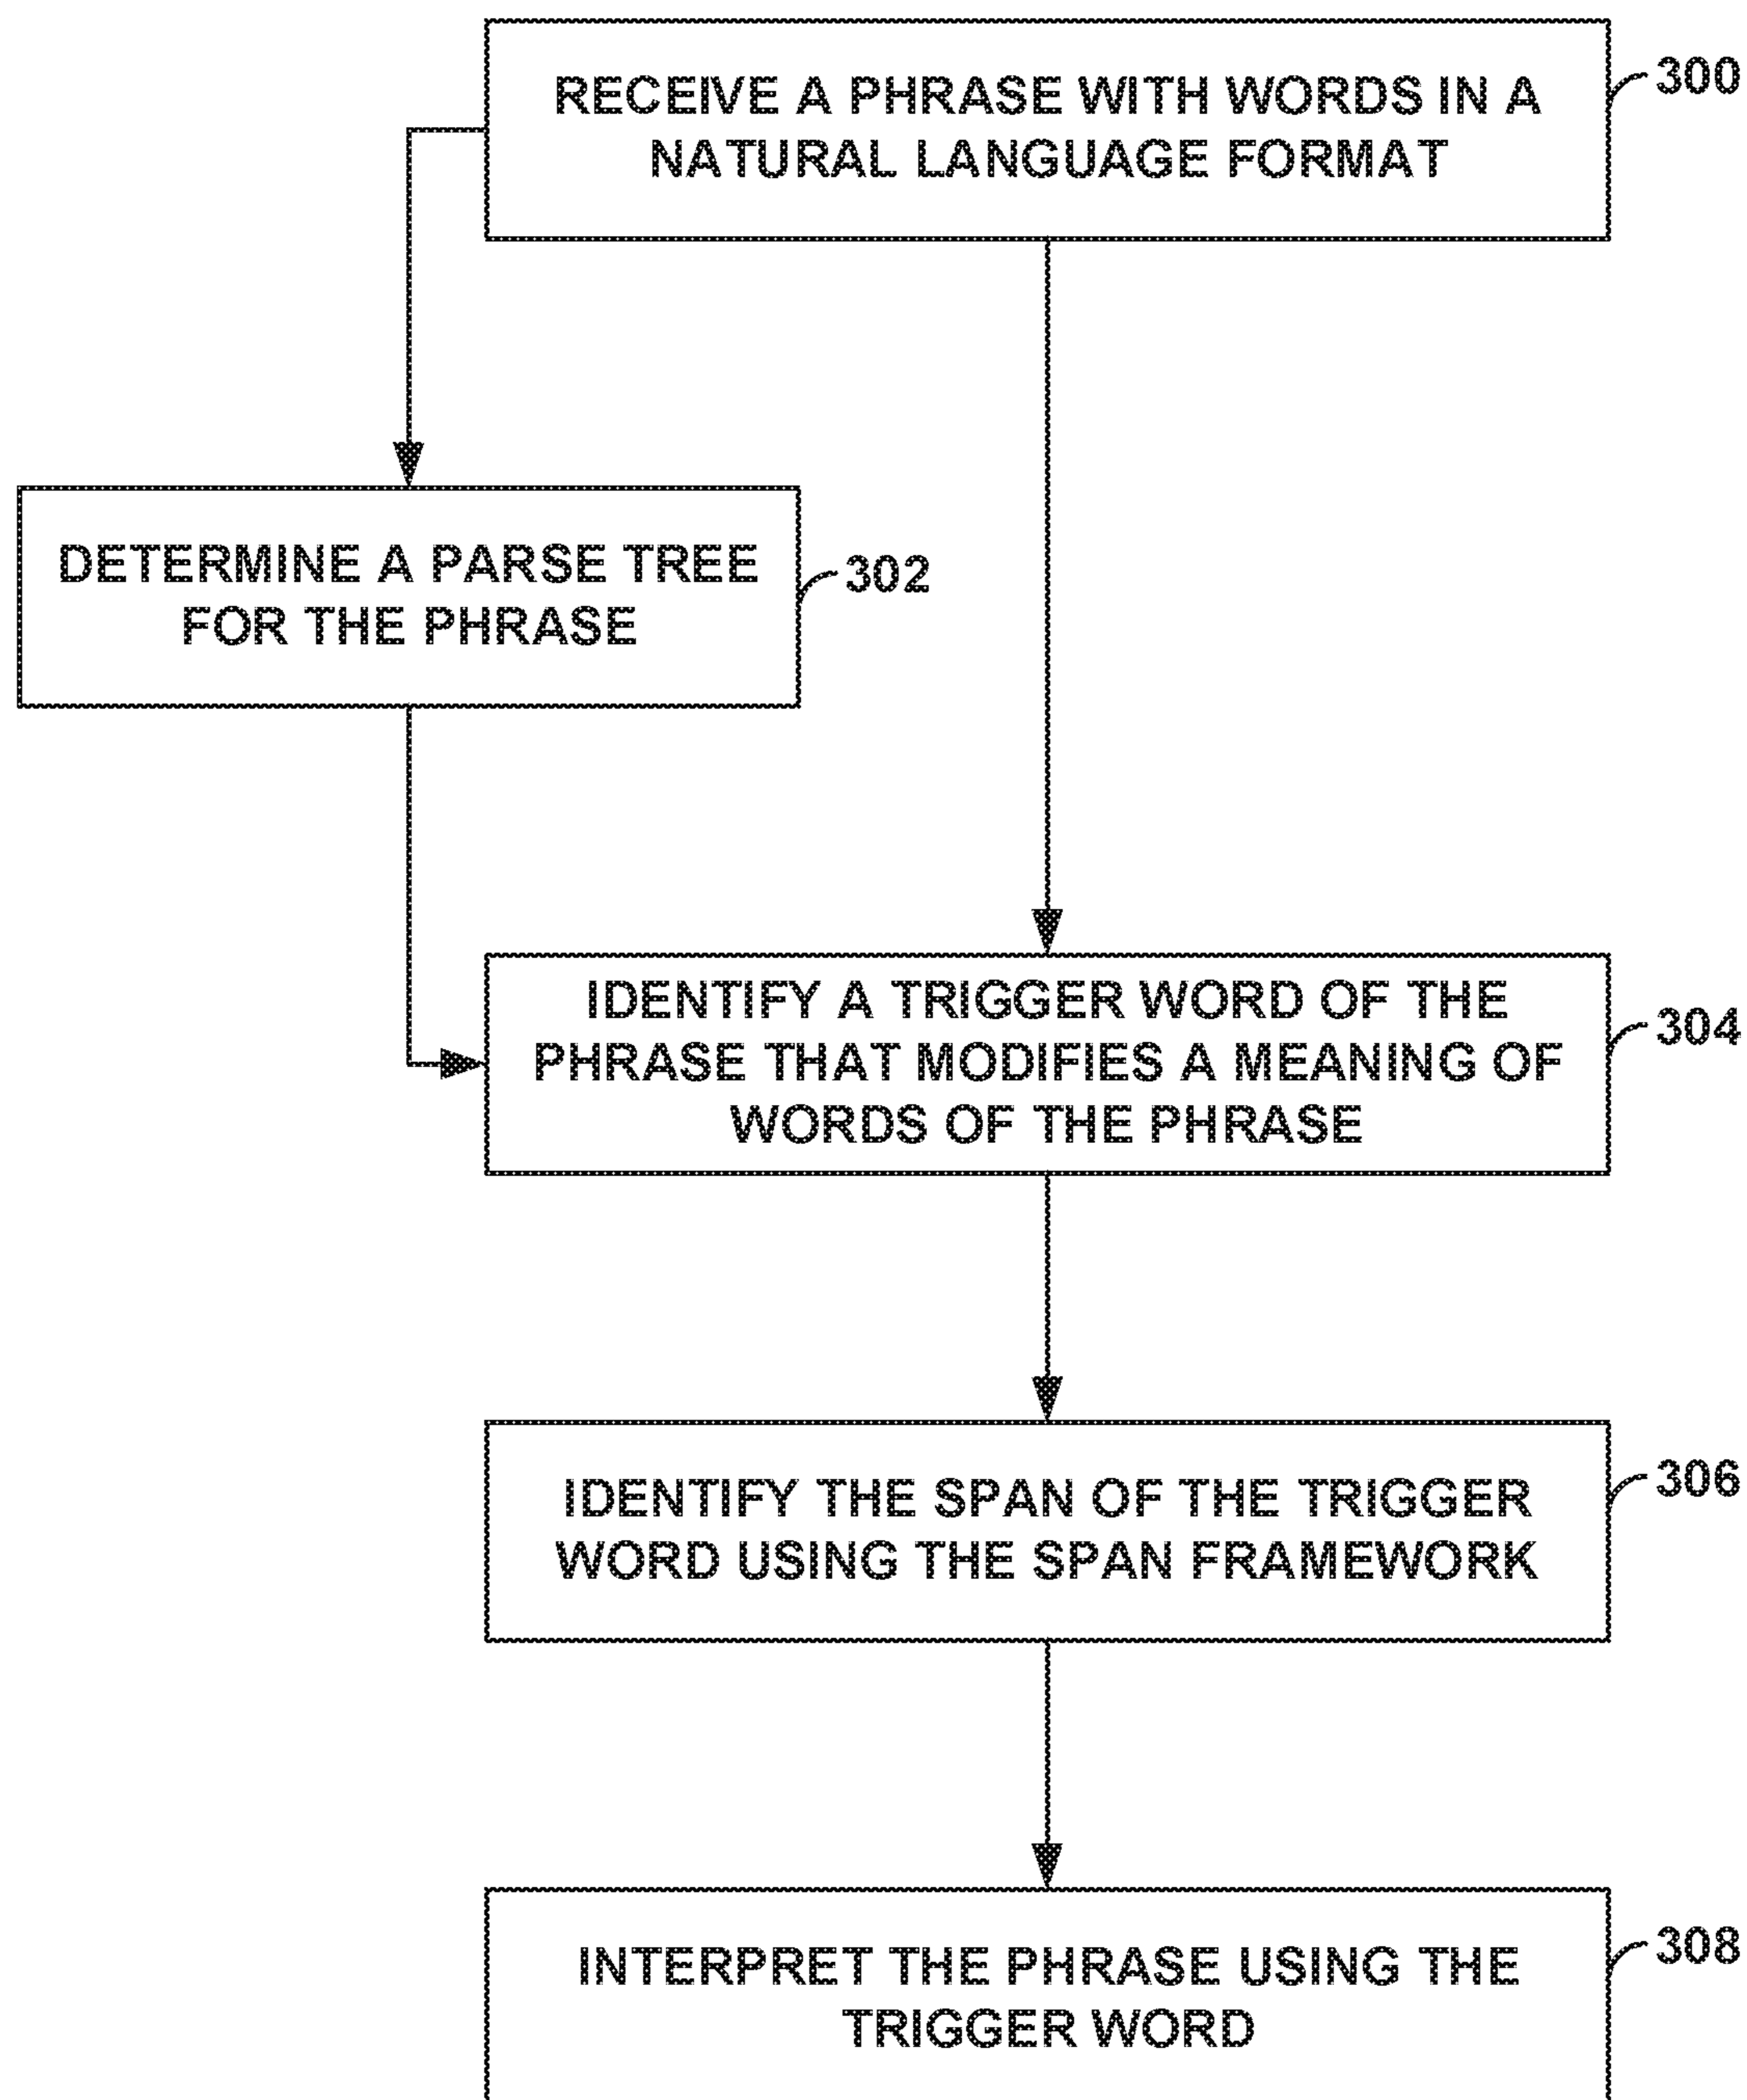 RECEIVE A PHRASE WITH WORDS IN A
NATURAL LANGUAGE FORMAT
300
DETERMINE A PARSE TREE
FOR THE PHRASE
302
IDENTIFY A TRIGGER WORD OF THE
PHRASE THAT MODIFIES A MEANING OF
WORDS OF THE PHRASE
304
IDENTIFY THE SPAN OF THE TRIGGER
WORD USING THE SPAN FRAMEWORK
306
INTERPRET THE PHRASE USING THE
TRIGGER WORD
308